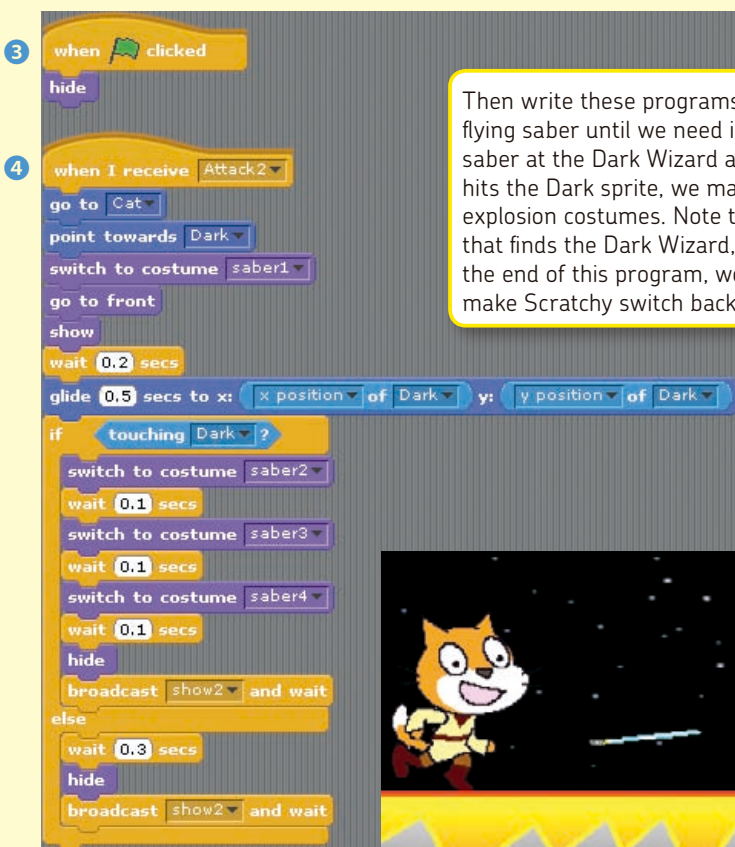 3
when clicked
hide
4
when I receive Attack2
go to Cat
point towards Dark
switch to costume saber1
go to front
show
wait 0.2 secs
glide 0.5 secs to x: x position of Dark y: y position of Dark
if touching Dark ?
switch to costume saber2
wait 0.1 secs
switch to costume saber3
wait 0.1 secs
switch to costume saber4
wait 0.1 secs
hide
broadcast show2 and wait
else
wait 0.3 secs
hide
broadcast show2 and wait
Then write these programs
flying saber until we need i
saber at the Dark Wizard a
hits the Dark sprite, we ma
explosion costumes. Note t
that finds the Dark Wizard,
the end of this program, we
make Scratchy switch back